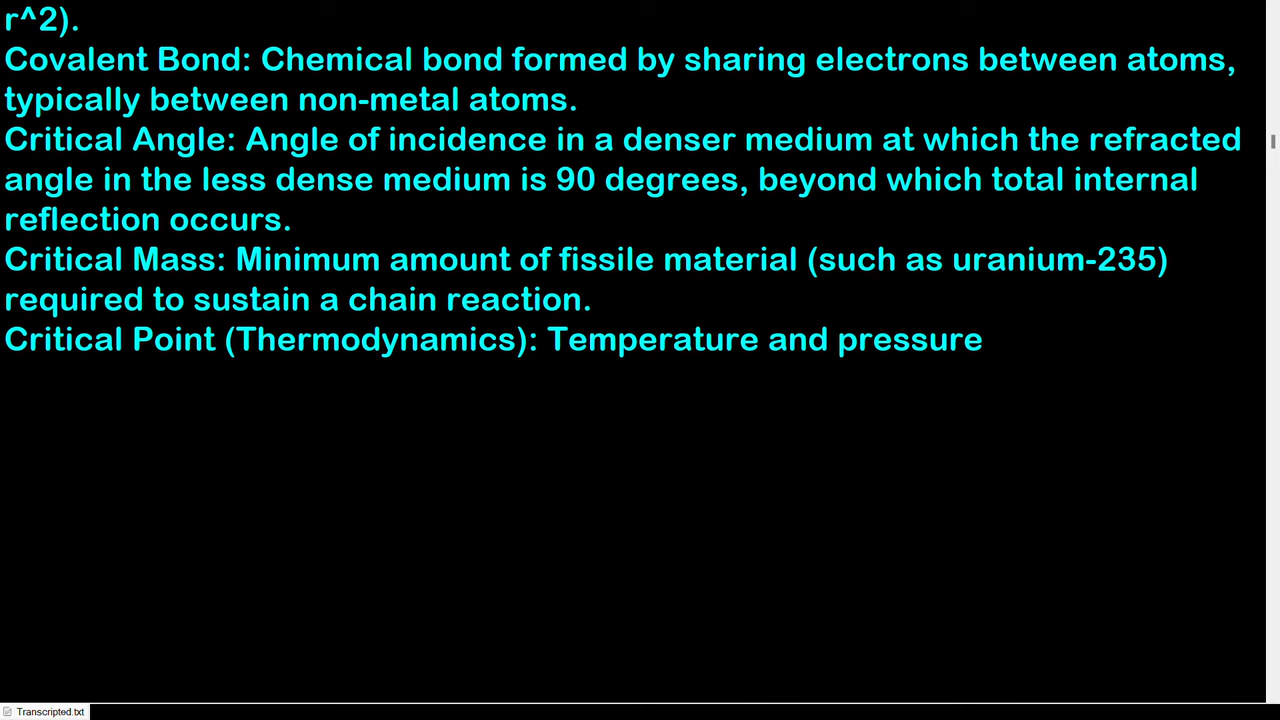 r^2).
Covalent Bond: Chemical bond formed by sharing electrons between atoms,
typically between non-metal atoms.
Critical Angle: Angle of incidence in a denser medium at which the refracted
angle in the less dense medium is 90 degrees, beyond which total internal
reflection occurs.
Critical Mass: Minimum amount of fissile material (such as uranium-235)
required to sustain a chain reaction.
Critical Point (Thermodynamics): Temperature and pressure
Transcripted.txt